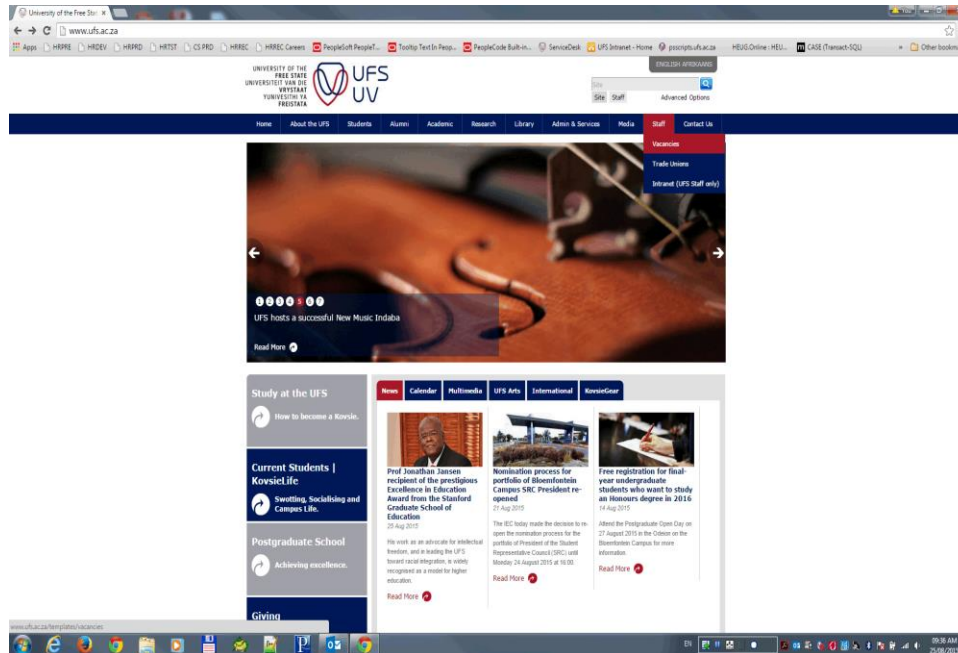 University of the Free Stat
www.ufs.ac.za
Apps HRPRE HRDEV HRPRD HRTST CS PRD HRREC HRREC Careers PeopleSoft PeopleT... Tooltip Text In Peop... PeopleCode Built-in... ServiceDesk UFS Intranet - Home psscripts.ufs.ac.za HEUG.Online : HEU... CASE (Transact-SQL) » Other bookm
UNIVERSITY OF THE
FREE STATE
UNIVERSITEIT VAN DIE
VRYSTAAT
YUNIVESITHI YA
FREISTATA
UFS
UV
ENGLISH AFRIKAANS
Site
Site Staff Advanced Options
Home About the UFS Students Alumni Academic Research Library Admin & Services Media Staff Contact Us
Vacancies
Trade Unions
Intranet (UFS Staff only)
1 2 3 4 5 6 7
UFS hosts a successful New Music Indaba
Read More
Study at the UFS
How to become a Kovsie.
Current Students |
KovsieLife
Swotting, Socialising and
Campus Life.
Postgraduate School
Achieving excellence.
Giving
News Calendar Multimedia UFS Arts International KovsieGear
Prof Jonathan Jansen
recipient of the prestigious
Excellence in Education
Award from the Stanford
Graduate School of
Education
25 Aug 2015
His work as an advocate for intellectual
freedom, and in leading the UFS
toward racial integration, is widely
recognised as a model for higher
education.
Read More
Nomination process for
portfolio of Bloemfontein
Campus SRC President re-
opened
21 Aug 2015
The IEC today made the decision to re-
open the nomination process for the
portfolio of President of the Student
Representative Council (SRC) until
Monday 24 August 2015 at 16:00.
Read More
Free registration for final-
year undergraduate
students who want to study
an Honours degree in 2016
14 Aug 2015
Attend the Postgraduate Open Day on
27 August 2015 in the Odeion on the
Bloemfontein Campus for more
information.
Read More
www.ufs.ac.za/templates/vacancies
EN
09:36 AM
25/08/2015